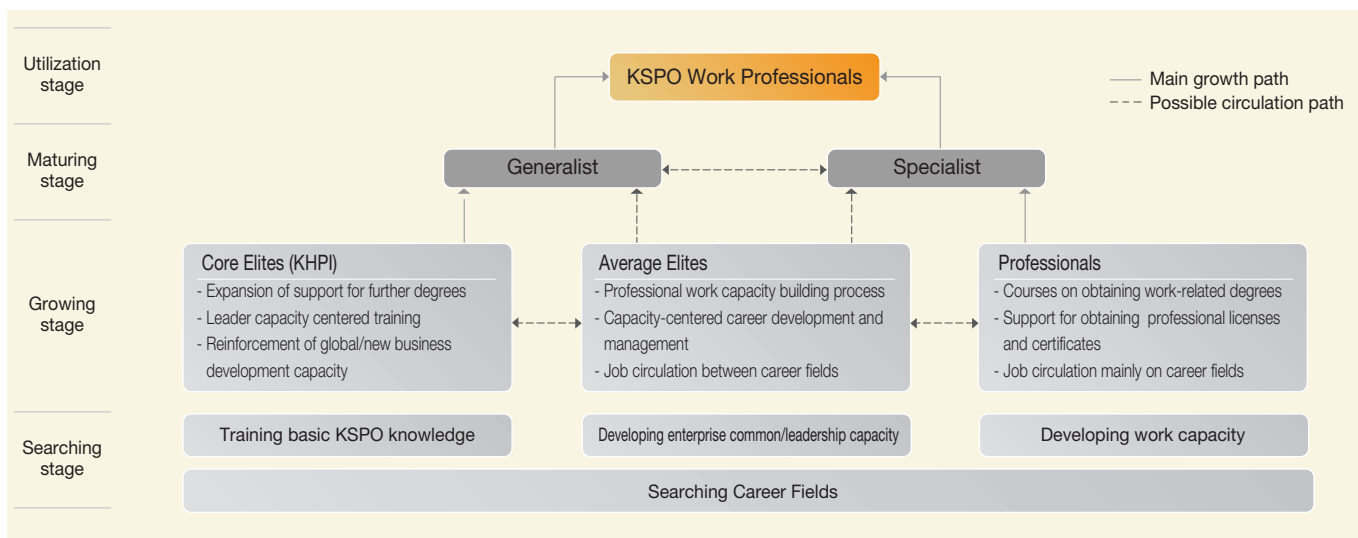 Utilization
stage
KSPO Work Professionals
Main growth path
Possible circulation path
Maturing
stage
Generalist
Specialist
Growing
stage
Core Elites (KHPI)
- Expansion of support for further degrees
- Leader capacity centered training
- Reinforcement of global/new business
development capacity
Average Elites
- Professional work capacity building process
- Capacity-centered career development and
management
- Job circulation between career fields
Professionals
- Courses on obtaining work-related degrees
- Support for obtaining professional licenses
and certificates
- Job circulation mainly on career fields
Searching
stage
Training basic KSPO knowledge
Developing enterprise common/leadership capacity
Developing work capacity
Searching Career Fields